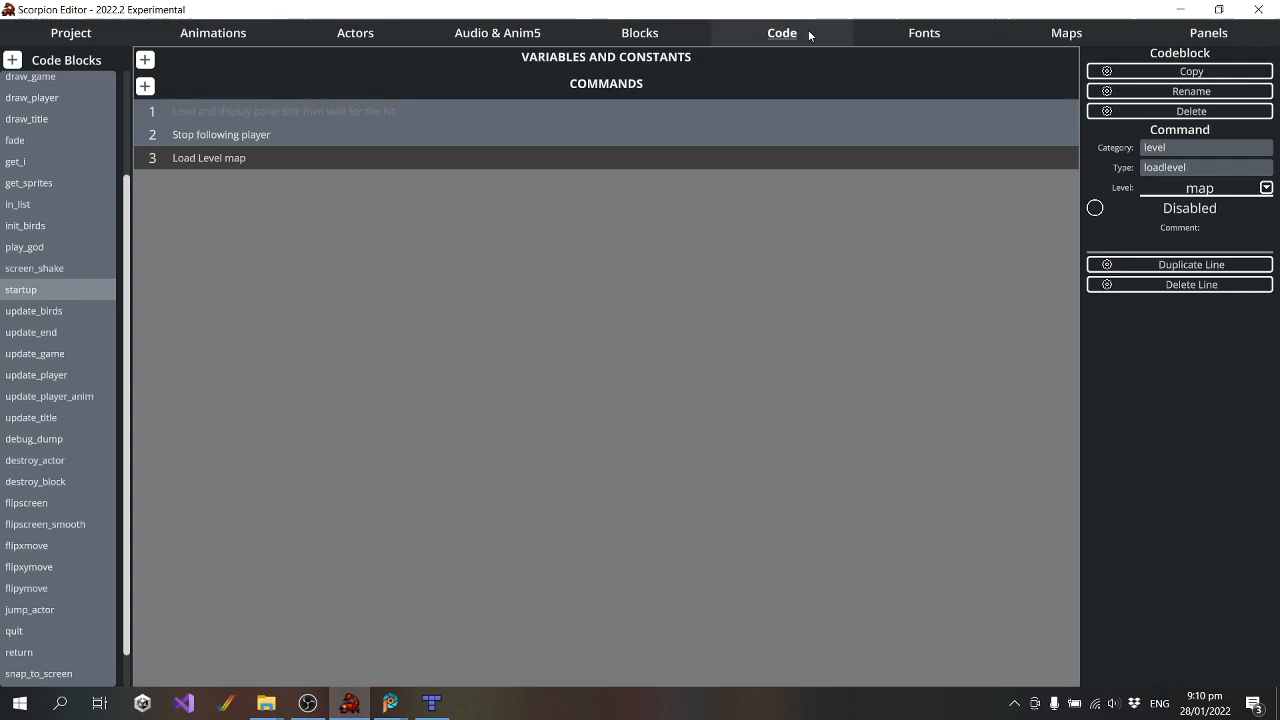 Scorpion Editor - 2022.2 Experimental
Project
Animations
Actors
Audio & Anim5
Blocks
Code
Fonts
Maps
Panels
Code Blocks
draw_game
draw_player
draw_title
fade
get_i
get_sprites
in_list
init_birds
play_god
screen_shake
startup
update_birds
update_end
update_game
update_player
update_player_anim
update_title
debug_dump
destroy_actor
destroy_block
flipscreen
flipscreen_smooth
flipxmove
flipxymove
flipymove
jump_actor
quit
return
snap_to_screen
VARIABLES AND CONSTANTS
COMMANDS
1 Load and display panel title then wait for fire hit
2 Stop following player
3 Load Level map
Codeblock
Copy
Rename
Delete
Command
Category: level
Type: loadlevel
Level: map
Disabled
Comment:
Duplicate Line
Delete Line
9:10 pm
28/01/2022
3